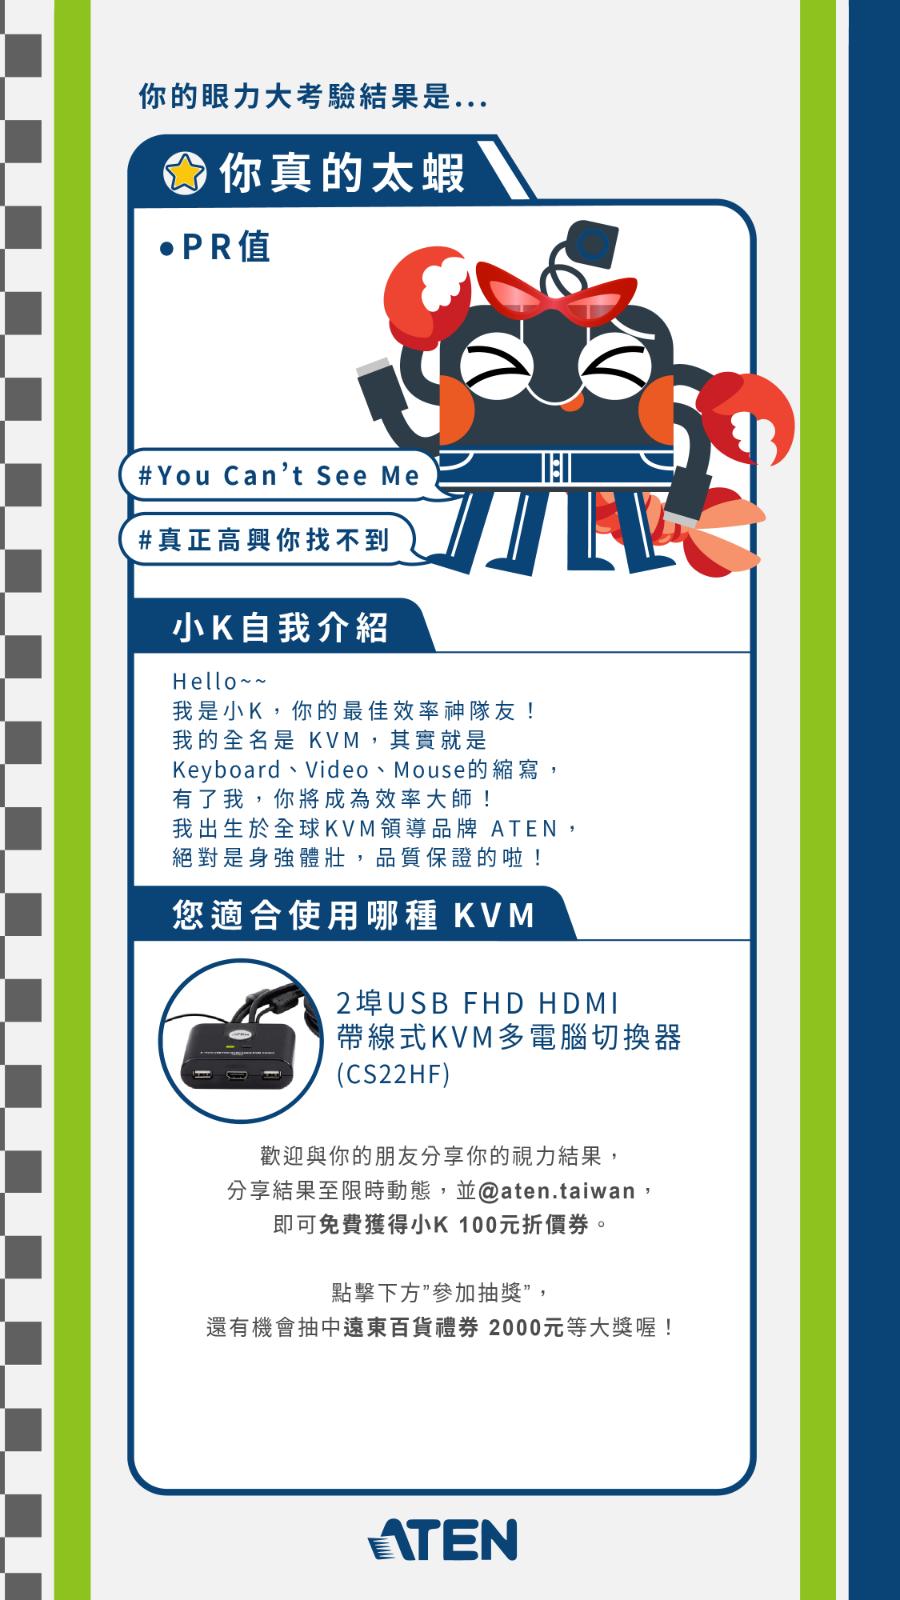 你的眼力大考驗結果是...
你真的太蝦
•PR值
#You Can’t See Me
#真正高興你找不到
小K自我介紹
Hello~~
我是小K，你的最佳效率神隊友！
我的全名是 KVM，其實就是
Keyboard、Video、Mouse的縮寫，
有了我，你將成為效率大師！
我出生於全球KVM領導品牌 ATEN，
絕對是身強體壯，品質保證的啦！
您適合使用哪種 KVM
2埠USB FHD HDMI
帶線式KVM多電腦切換器
(CS22HF)
歡迎與你的朋友分享你的視力結果，
分享結果至限時動態，並@aten.taiwan，
即可免費獲得小K 100元折價券。
點擊下方”參加抽獎”，
還有機會抽中遠東百貨禮券 2000元等大獎喔！
ATEN